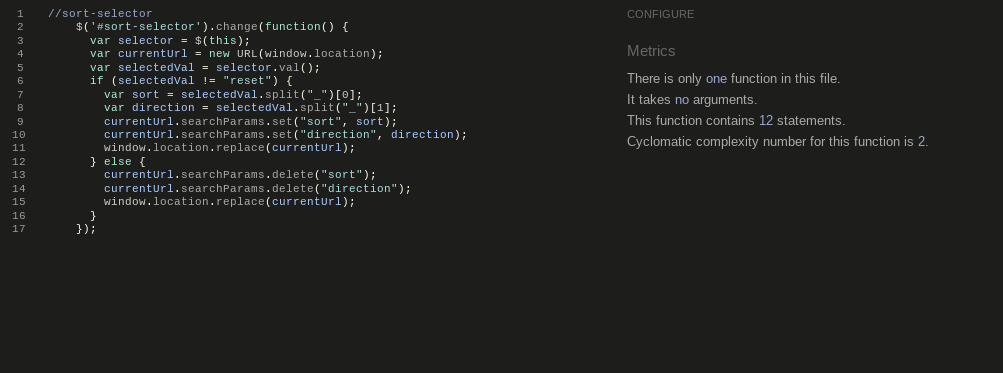 1 //sort-selector
2 $('#sort-selector').change(function() {
3 var selector = $(this);
4 var currentUrl = new URL(window.location);
5 var selectedVal = selector.val();
6 if (selectedVal != "reset") {
7 var sort = selectedVal.split("_")[0];
8 var direction = selectedVal.split("_")[1];
9 currentUrl.searchParams.set("sort", sort);
10 currentUrl.searchParams.set("direction", direction);
11 window.location.replace(currentUrl);
12 } else {
13 currentUrl.searchParams.delete("sort");
14 currentUrl.searchParams.delete("direction");
15 window.location.replace(currentUrl);
16 }
17 });
CONFIGURE
Metrics
There is only one function in this file.
It takes no arguments.
This function contains 12 statements.
Cyclomatic complexity number for this function is 2.